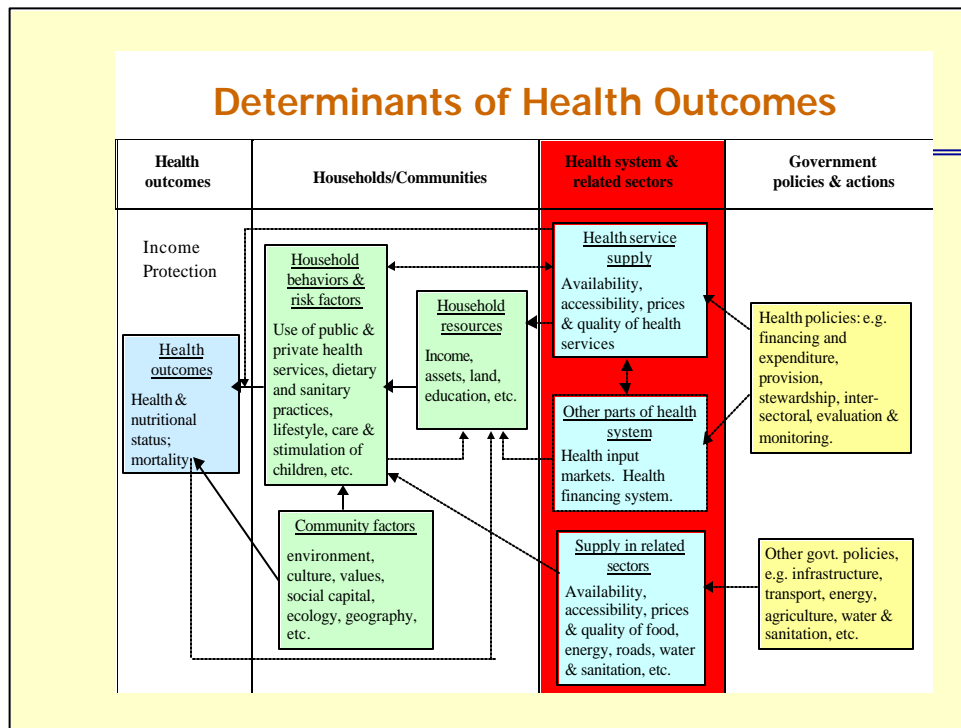 Determinants of Health Outcomes
Health
outcomes
Households/Communities
Health system &
related sectors
Government
policies & actions
Income
Protection
Health
outcomes
Health &
nutritional
status;
mortality
Household
behaviors &
risk factors
Use of public &
private health
services, dietary
and sanitary
practices,
lifestyle, care &
stimulation of
children, etc.
Household
resources
Income,
assets, land,
education, etc.
Community factors
environment,
culture, values,
social capital,
ecology, geography,
etc.
Health service
supply
Availability,
accessibility, prices
& quality of health
services
Other parts of health
system
Health input
markets. Health
financing system.
Supply in related
sectors
Availability,
accessibility, prices
& quality of food,
energy, roads, water
& sanitation, etc.
Health policies: e.g.
financing and
expenditure,
provision,
stewardship, inter-
sectoral, evaluation &
monitoring.
Other govt. policies,
e.g. infrastructure,
transport, energy,
agriculture, water &
sanitation, etc.